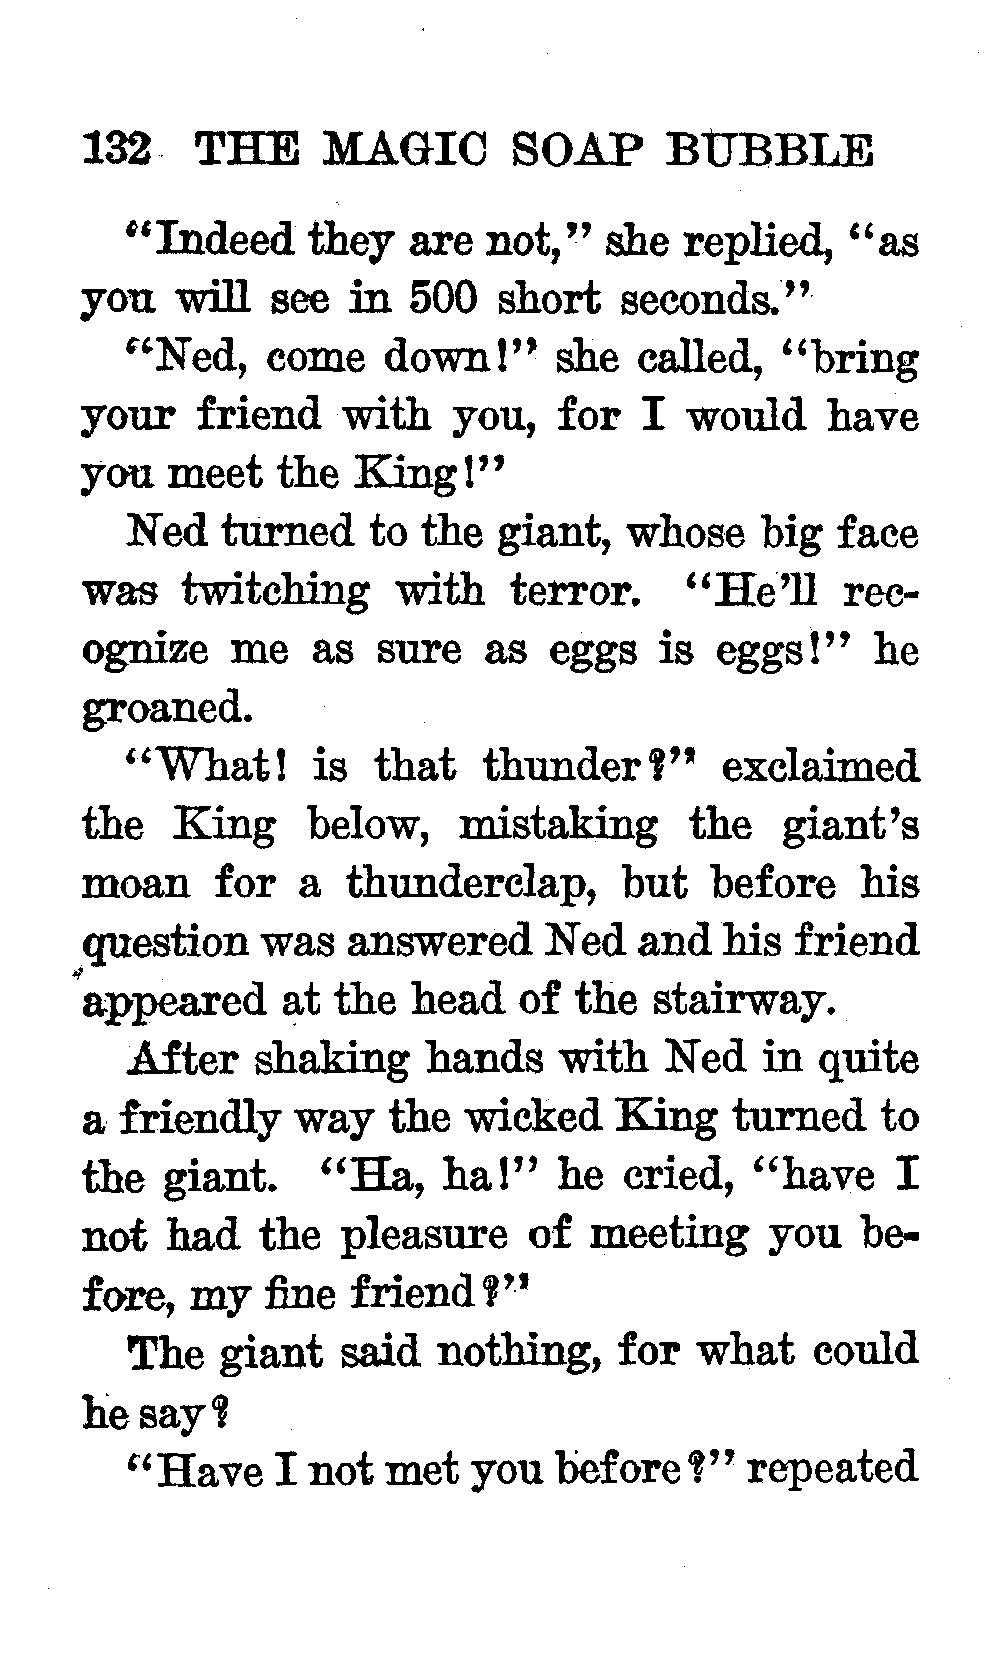 132 THE MAGIC SOAP BUBBLE
"Indeed they are not," she replied, "as
you will see in 500 short seconds."
"Ned, come down!" she called, "bring
your friend with you, for I would have
you meet the King!"
Ned turned to the giant, whose big face
was twitching with terror. "He'll rec-
ognize me as sure as eggs is eggs!" he
groaned.
"What! is that thunder?" exclaimed
the King below, mistaking the giant's
moan for a thunderclap, but before his
question was answered Ned and his friend
appeared at the head of the stairway.
After shaking hands with Ned in quite
a friendly way the wicked King turned to
the giant. "Ha, ha!" he cried, "have I
not had the pleasure of meeting you be-
fore, my fine friend?"
The giant said nothing, for what could
he say?
"Have I not met you before?" repeated